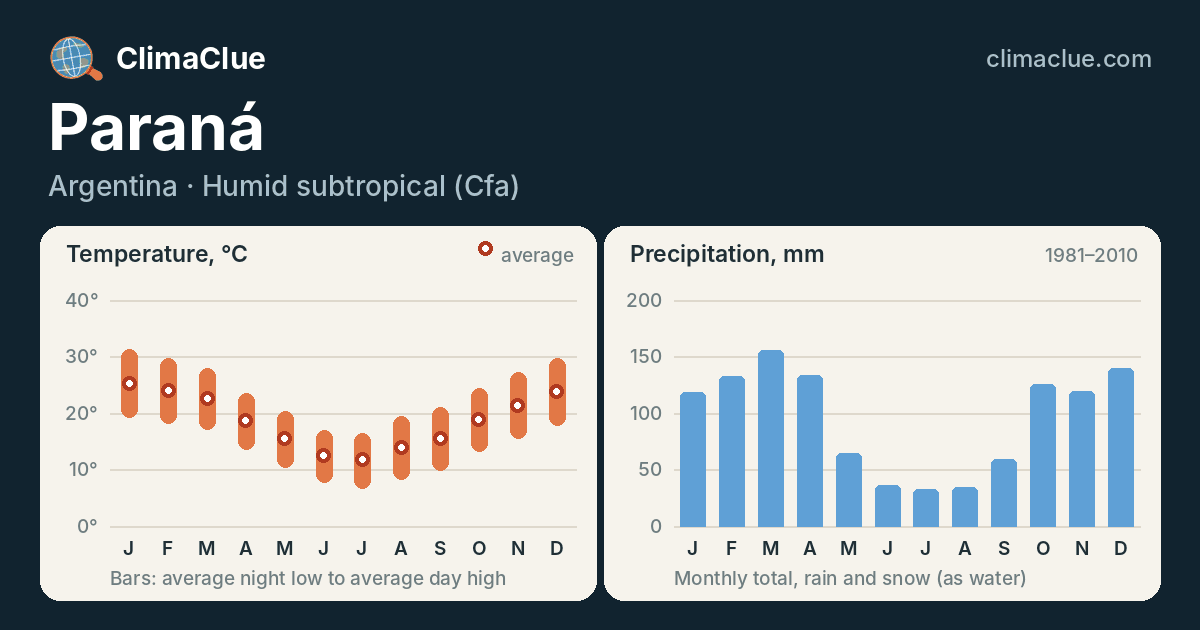 ClimaClue
climaclue.com
Paraná
Argentina · Humid subtropical (Cfa)
Temperature, °C
average
40°
30°
20°
10°
0°
J F M A M J J A S O N D
Bars: average night low to average day high
Precipitation, mm
1981–2010
200
150
100
50
0
J F M A M J J A S O N D
Monthly total, rain and snow (as water)